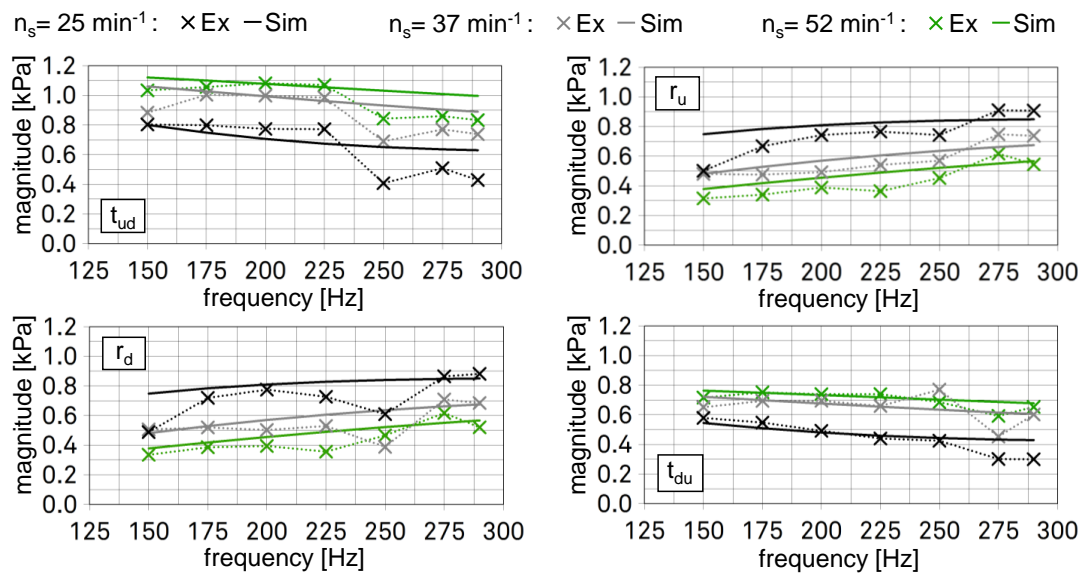 nₛ= 25 min⁻¹ : × Ex — Sim nₛ= 37 min⁻¹ : × Ex — Sim nₛ= 52 min⁻¹ : × Ex — Sim
magnitude [kPa]
1.2
1.0
0.8
0.6
0.4
0.2
0.0
t_ud
125 150 175 200 225 250 275 300
frequency [Hz]
magnitude [kPa]
1.2
1.0
0.8
0.6
0.4
0.2
0.0
r_u
125 150 175 200 225 250 275 300
frequency [Hz]
magnitude [kPa]
1.2
1.0
0.8
0.6
0.4
0.2
0.0
r_d
125 150 175 200 225 250 275 300
frequency [Hz]
magnitude [kPa]
1.2
1.0
0.8
0.6
0.4
0.2
0.0
t_du
125 150 175 200 225 250 275 300
frequency [Hz]